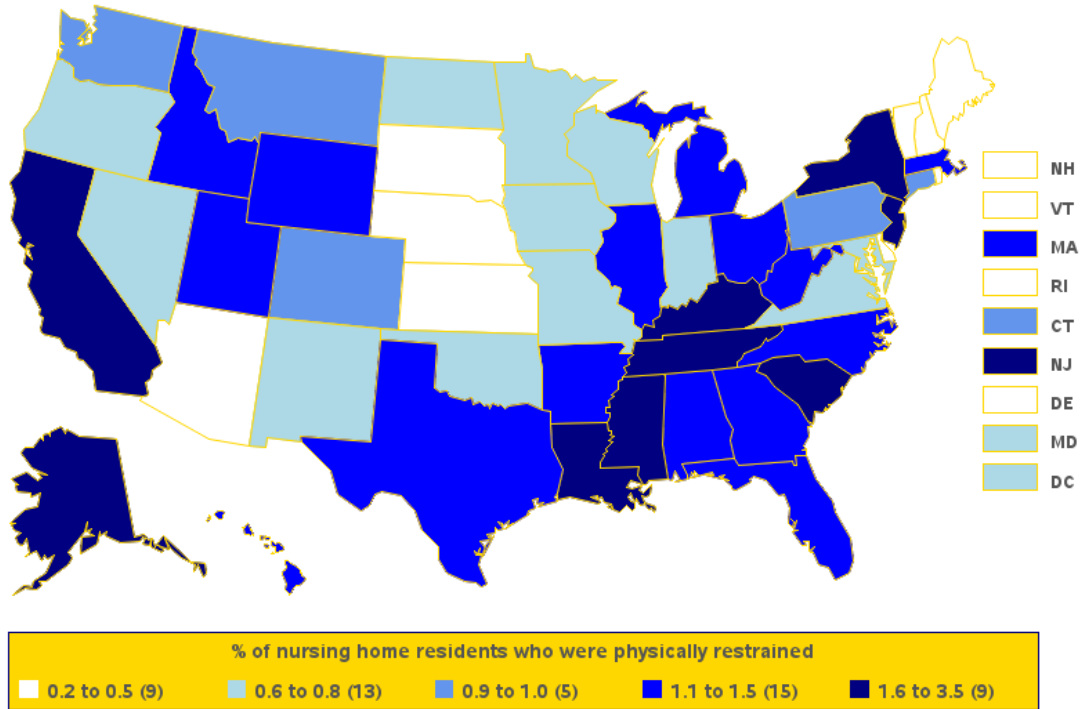 NH
VT
MA
RI
CT
NJ
DE
MD
DC
% of nursing home residents who were physically restrained
0.2 to 0.5 (9) 0.6 to 0.8 (13) 0.9 to 1.0 (5) 1.1 to 1.5 (15) 1.6 to 3.5 (9)